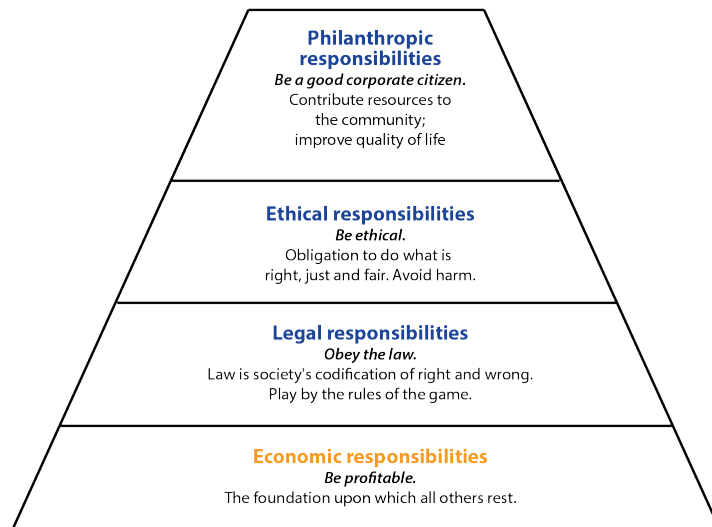 Philanthropic
responsibilities
Be a good corporate citizen.
Contribute resources to
the community;
improve quality of life
Ethical responsibilities
Be ethical.
Obligation to do what is
right, just and fair. Avoid harm.
Legal responsibilities
Obey the law.
Law is society's codification of right and wrong.
Play by the rules of the game.
Economic responsibilities
Be profitable.
The foundation upon which all others rest.